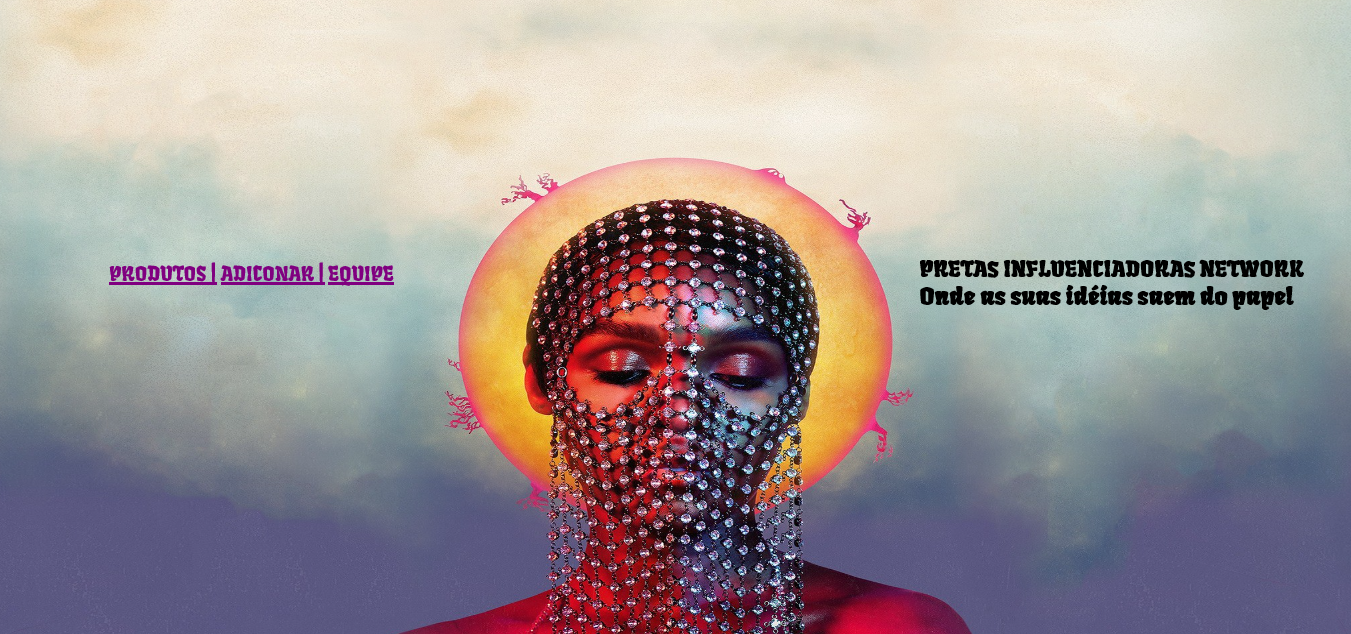 PRODUTOS | ADICONAR | EQUIPE
PRETAS INFLUENCIADORAS NETWORK
Onde as suas idéias saem do papel